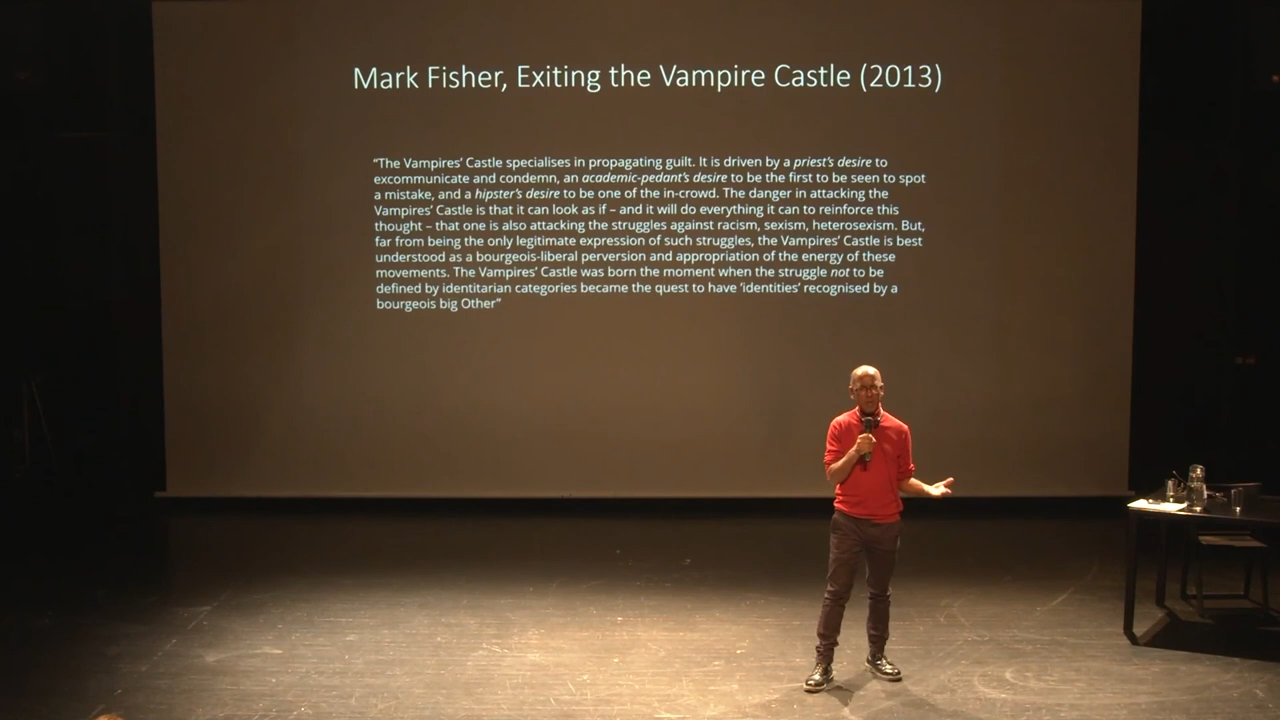 Mark Fisher, Exiting the Vampire Castle (2013)
“The Vampires’ Castle specialises in propagating guilt. It is driven by a priest’s desire to
excommunicate and condemn, an academic-pedant’s desire to be the first to be seen to spot
a mistake, and a hipster’s desire to be one of the in-crowd. The danger in attacking the
Vampires’ Castle is that it can look as if – and it will do everything it can to reinforce this
thought – that one is also attacking the struggles against racism, sexism, heterosexism. But,
far from being the only legitimate expression of such struggles, the Vampires’ Castle is best
understood as a bourgeois-liberal perversion and appropriation of the energy of these
movements. The Vampires’ Castle was born the moment when the struggle not to be
defined by identitarian categories became the quest to have ‘identities’ recognised by a
bourgeois big Other”